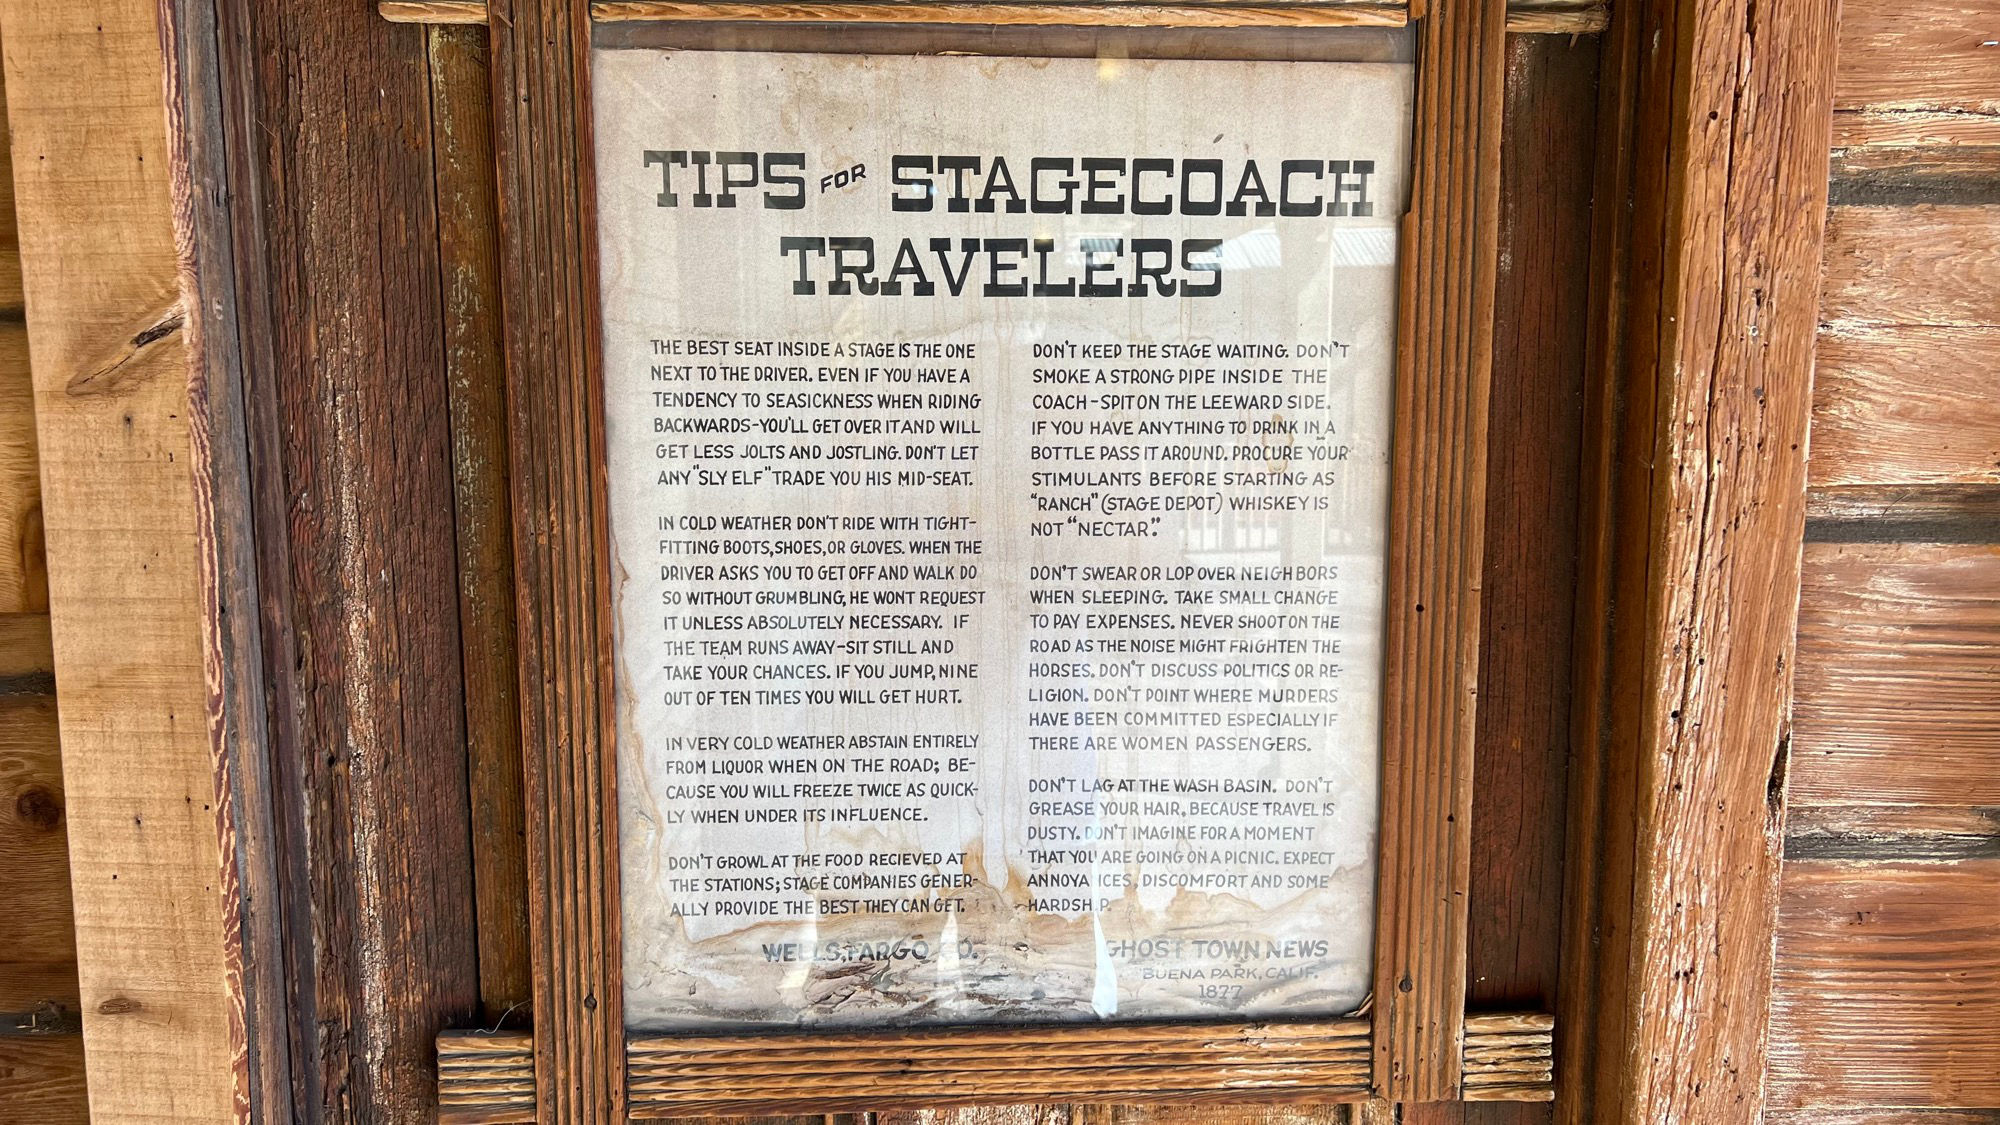 TIPS FOR STAGECOACH
TRAVELERS
THE BEST SEAT INSIDE A STAGE IS THE ONE
NEXT TO THE DRIVER. EVEN IF YOU HAVE A
TENDENCY TO SEASICKNESS WHEN RIDING
BACKWARDS-YOU'LL GET OVER IT AND WILL
GET LESS JOLTS AND JOSTLING. DON'T LET
ANY "SLY ELF" TRADE YOU HIS MID-SEAT.
IN COLD WEATHER DON'T RIDE WITH TIGHT-
FITTING BOOTS, SHOES, OR GLOVES. WHEN THE
DRIVER ASKS YOU TO GET OFF AND WALK DO
SO WITHOUT GRUMBLING, HE WONT REQUEST
IT UNLESS ABSOLUTELY NECESSARY. IF
THE TEAM RUNS AWAY-SIT STILL AND
TAKE YOUR CHANCES. IF YOU JUMP, NINE
OUT OF TEN TIMES YOU WILL GET HURT.
IN VERY COLD WEATHER ABSTAIN ENTIRELY
FROM LIQUOR WHEN ON THE ROAD; BE-
CAUSE YOU WILL FREEZE TWICE AS QUICK-
LY WHEN UNDER ITS INFLUENCE.
DON'T GROWL AT THE FOOD RECIEVED AT
THE STATIONS; STAGE COMPANIES GENER-
ALLY PROVIDE THE BEST THEY CAN GET.
WELLS, FARGO CO.
DON'T KEEP THE STAGE WAITING. DON'T
SMOKE A STRONG PIPE INSIDE THE
COACH-SPIT ON THE LEEWARD SIDE.
IF YOU HAVE ANYTHING TO DRINK IN A
BOTTLE PASS IT AROUND. PROCURE YOUR
STIMULANTS BEFORE STARTING AS
"RANCH" (STAGE DEPOT) WHISKEY IS
NOT "NECTAR".
DON'T SWEAR OR LOP OVER NEIGHBORS
WHEN SLEEPING. TAKE SMALL CHANGE
TO PAY EXPENSES. NEVER SHOOT ON THE
ROAD AS THE NOISE MIGHT FRIGHTEN THE
HORSES. DON'T DISCUSS POLITICS OR RE-
LIGION. DON'T POINT WHERE MURDERS
HAVE BEEN COMMITTED ESPECIALLY IF
THERE ARE WOMEN PASSENGERS.
DON'T LAG AT THE WASH BASIN. DON'T
GREASE YOUR HAIR, BECAUSE TRAVEL IS
DUSTY. DON'T IMAGINE FOR A MOMENT
THAT YOU ARE GOING ON A PICNIC. EXPECT
ANNOYANCES, DISCOMFORT AND SOME
HARDSHIP.
GHOST TOWN NEWS
BUENA PARK, CALIF.
1877